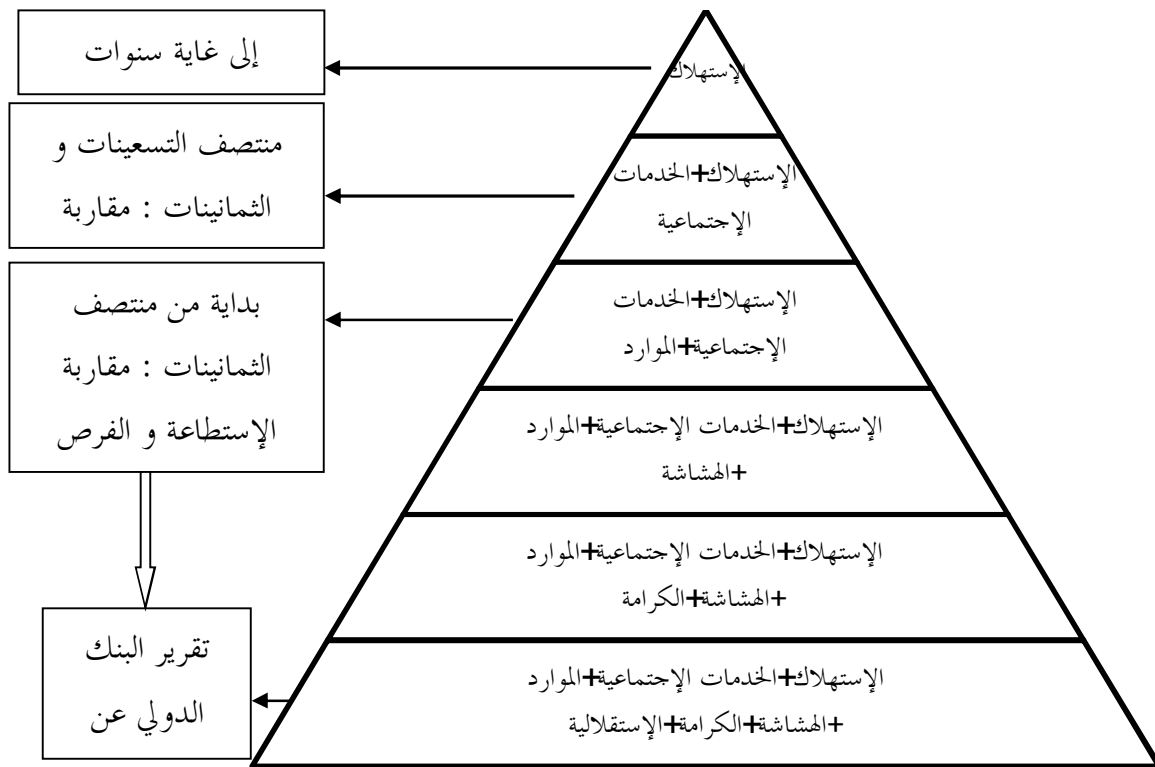 إلى غاية سنوات
الإستهلاك
منتصف التسعينات و
الثمانينات : مقاربة
الإستهلاك+الخدمات
الإجتماعية
بداية من منتصف
الثمانينات : مقاربة
الإستطاعة و الفرص
الإستهلاك+الخدمات
الإجتماعية+الموارد
الإستهلاك+الخدمات الإجتماعية+الموارد
+الهشاشة
الإستهلاك+الخدمات الإجتماعية+الموارد
+الهشاشة+الكرامة
تقرير البنك
الدولي عن
الإستهلاك+الخدمات الإجتماعية+الموارد
+الهشاشة+الكرامة+الإستقلالية